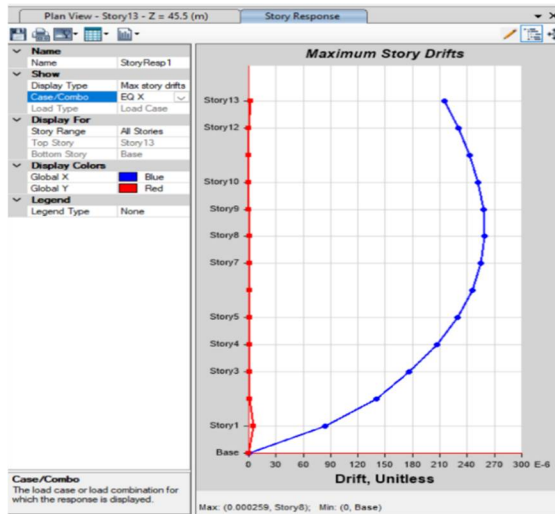 Plan View - Story13 - Z = 45.5 (m)
Story Response
Name
Name StoryResp1
Show
Display Type Max story drifts
Case/Combo EQ X
Load Type Load Case
Display For
Story Range All Stories
Top Story Story13
Bottom Story Base
Display Colors
Global X Blue
Global Y Red
Legend
Legend Type None
Case/Combo
The load case or load combination for
which the response is displayed.
Maximum Story Drifts
Story13
Story12
Story10
Story9
Story8
Story7
Story5
Story4
Story3
Story1
Base
0 30 60 90 120 150 180 210 240 270 300 E-6
Drift, Unitless
Max: (0.000259, Story8); Min: (0, Base)